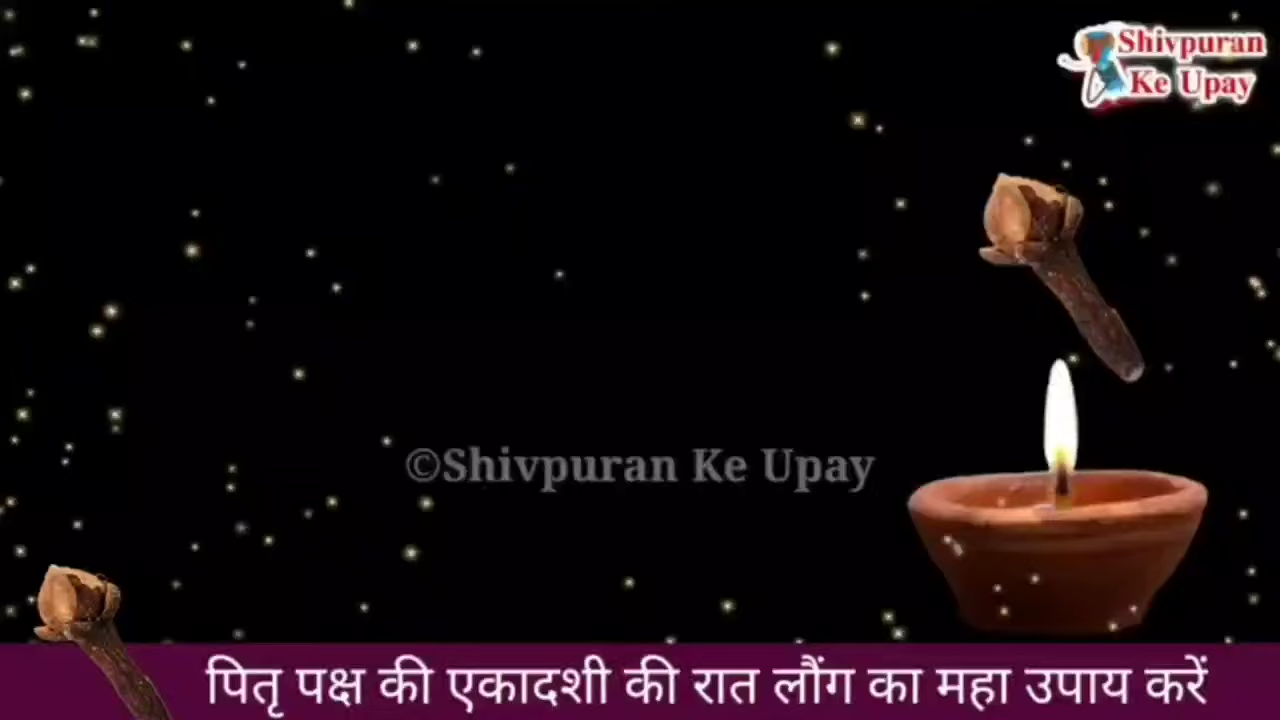 Shivpuran
Ke Upay
©Shivpuran Ke Upay
पितृ पक्ष की एकादशी की रात लौंग का महा उपाय करें